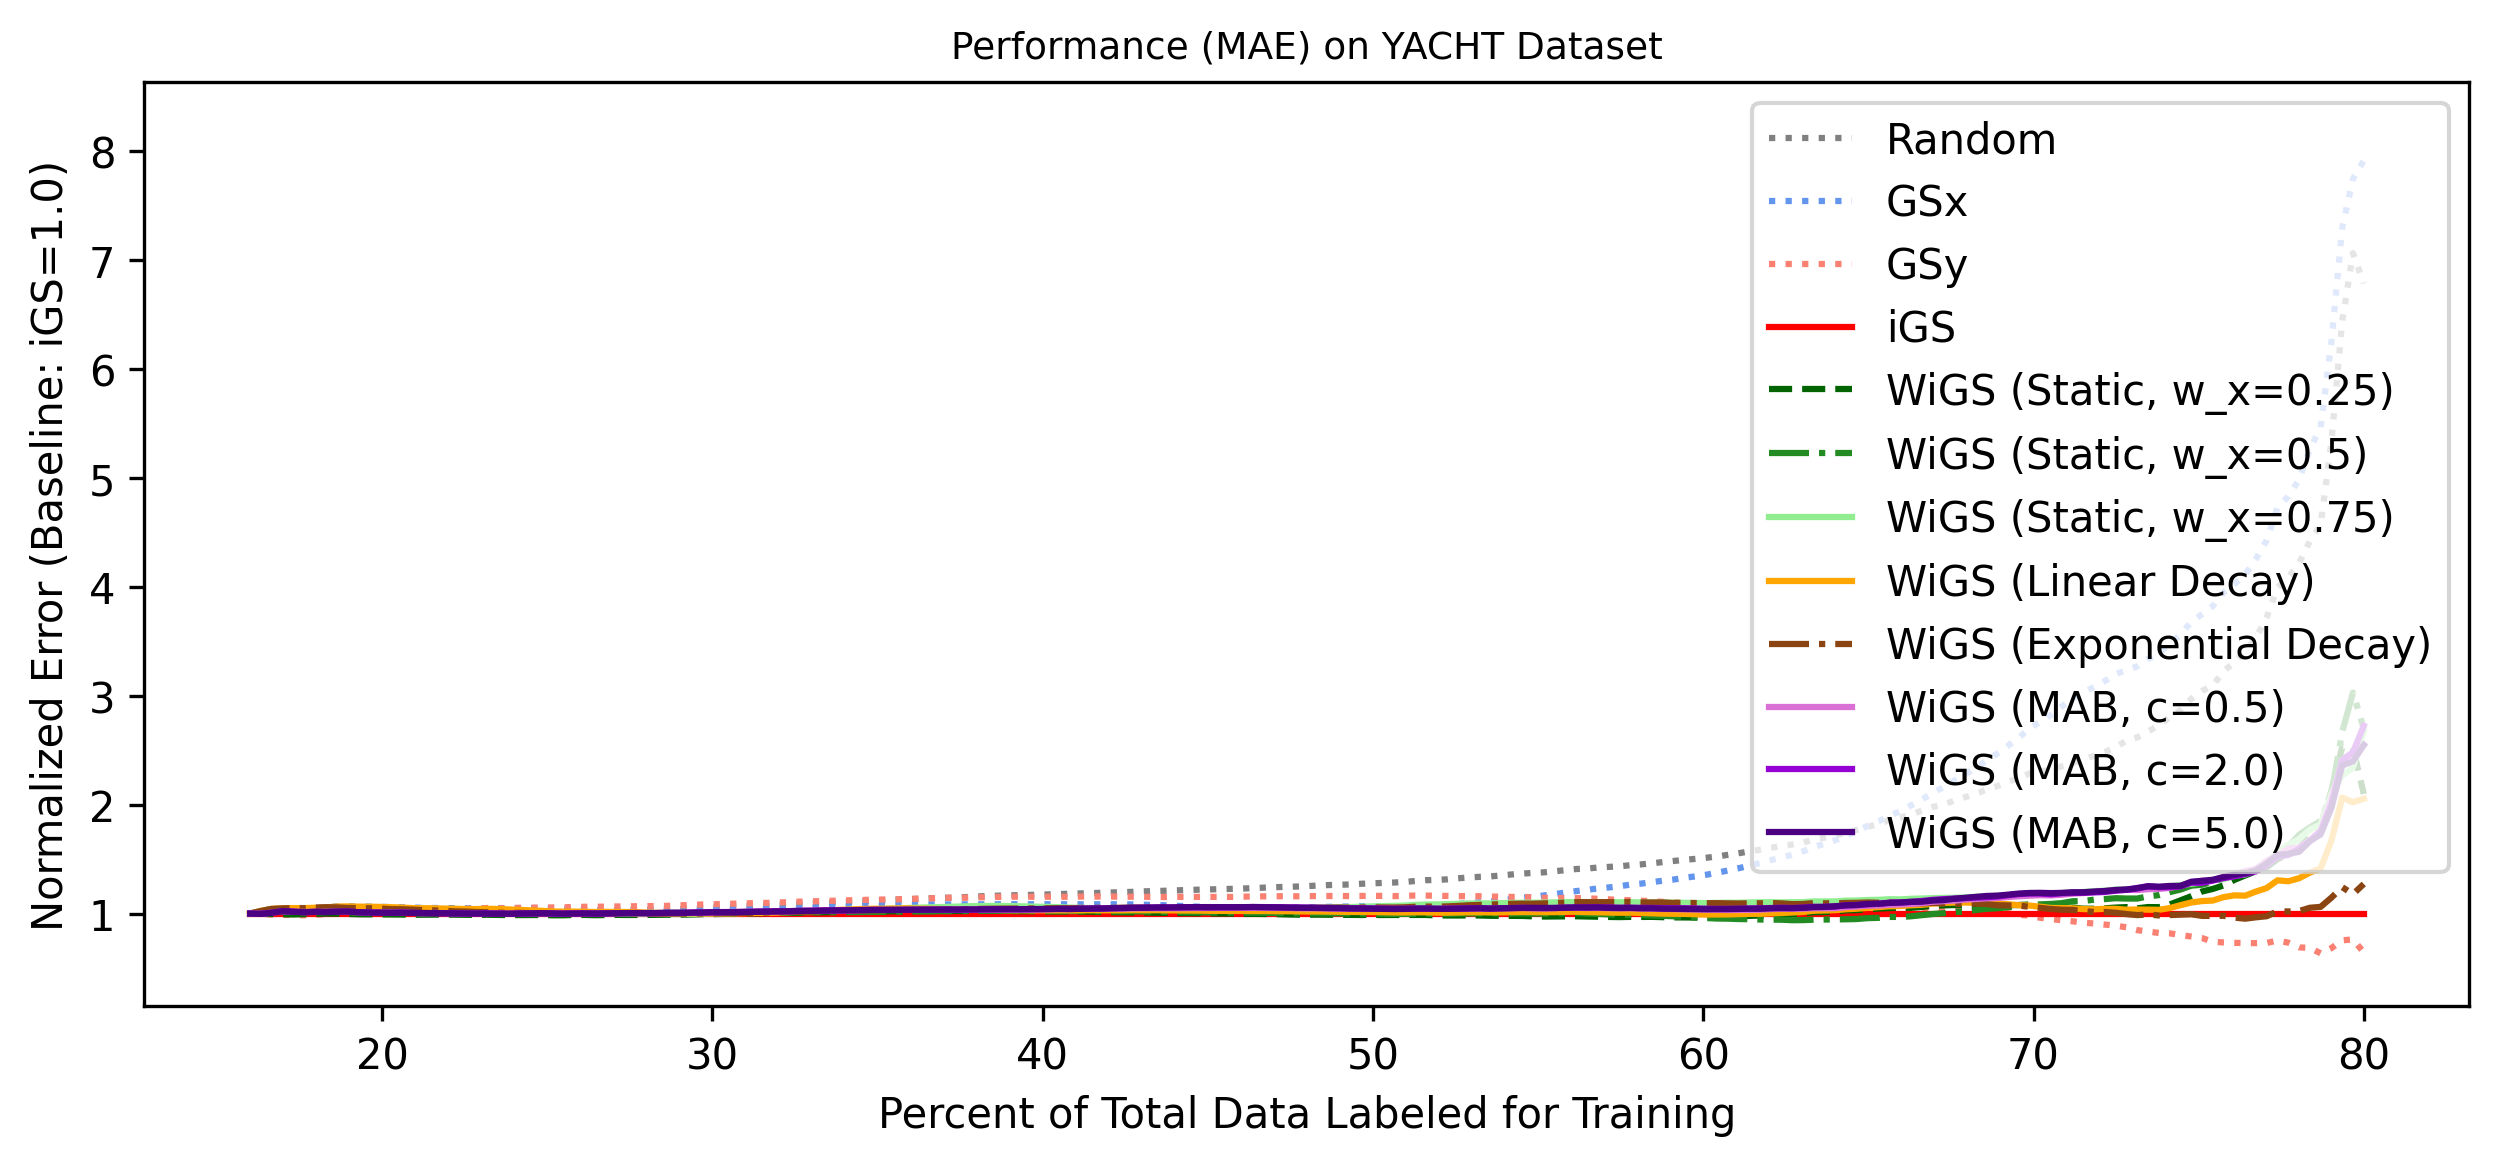 Performance (MAE) on YACHT Dataset
Normalized Error (Baseline: iGS=1.0)
8
7
6
5
4
3
2
1
Random
GSx
GSy
iGS
WiGS (Static, w_x=0.25)
WiGS (Static, w_x=0.5)
WiGS (Static, w_x=0.75)
WiGS (Linear Decay)
WiGS (Exponential Decay)
WiGS (MAB, c=0.5)
WiGS (MAB, c=2.0)
WiGS (MAB, c=5.0)
20 30 40 50 60 70 80
Percent of Total Data Labeled for Training